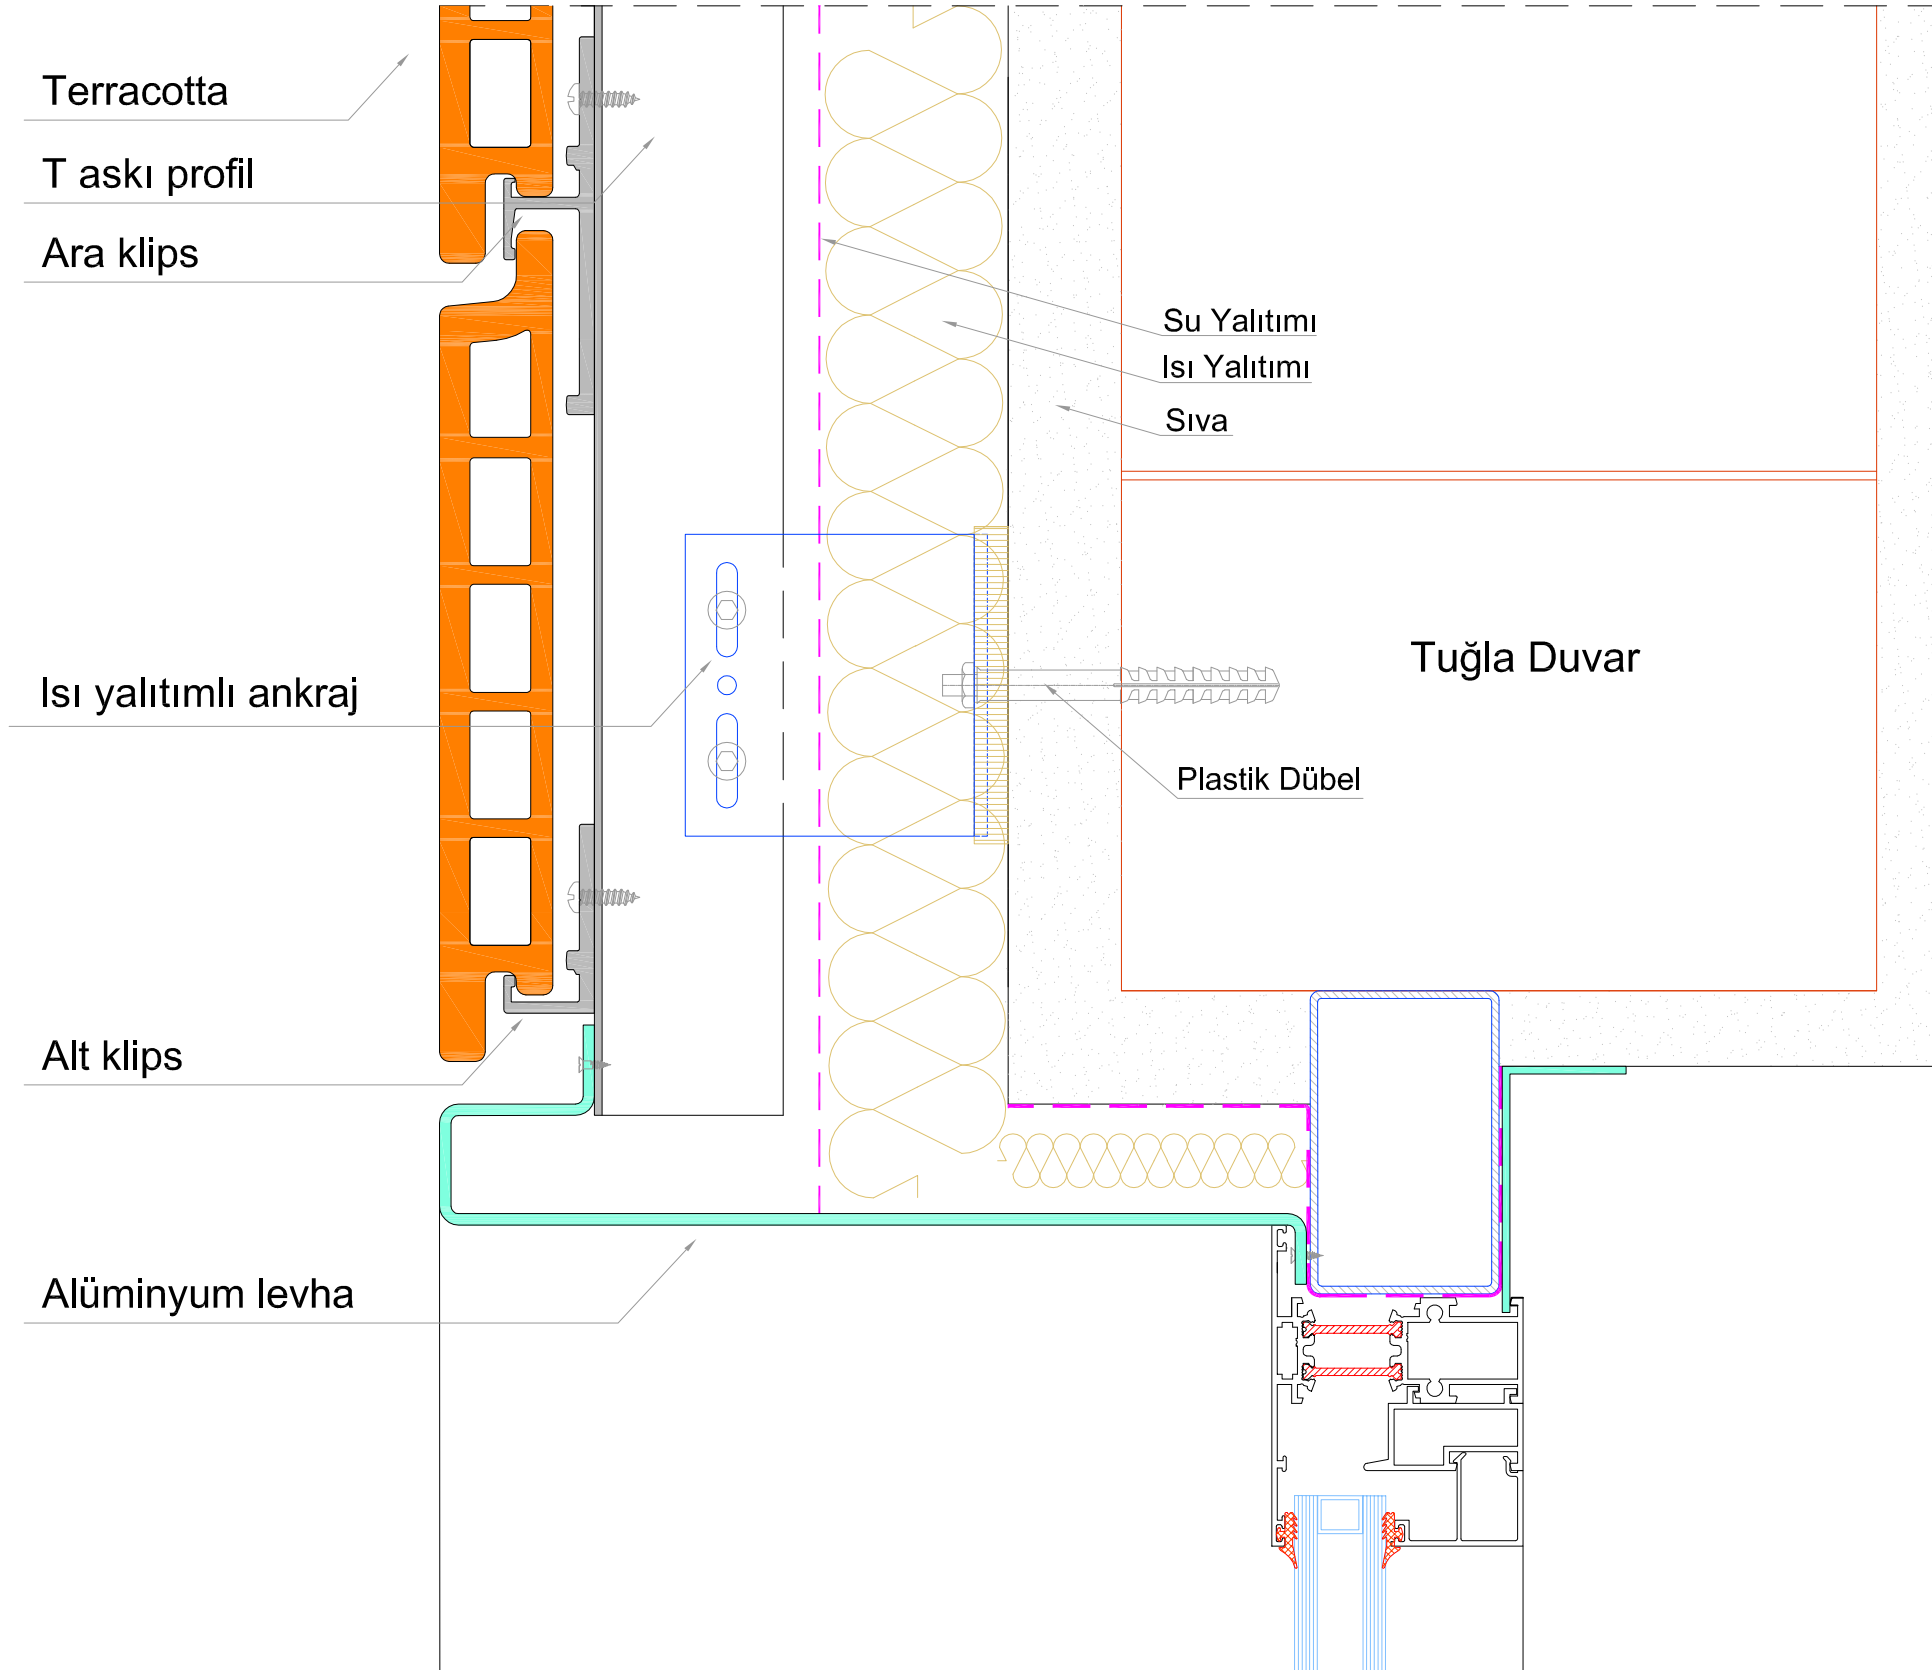 Terracotta
T askı profil
Ara klips
Su Yalıtımı
Isı Yalıtımı
Sıva
Tuğla Duvar
Isı yalıtımlı ankraj
Plastik Dübel
Alt klips
Alüminyum levha